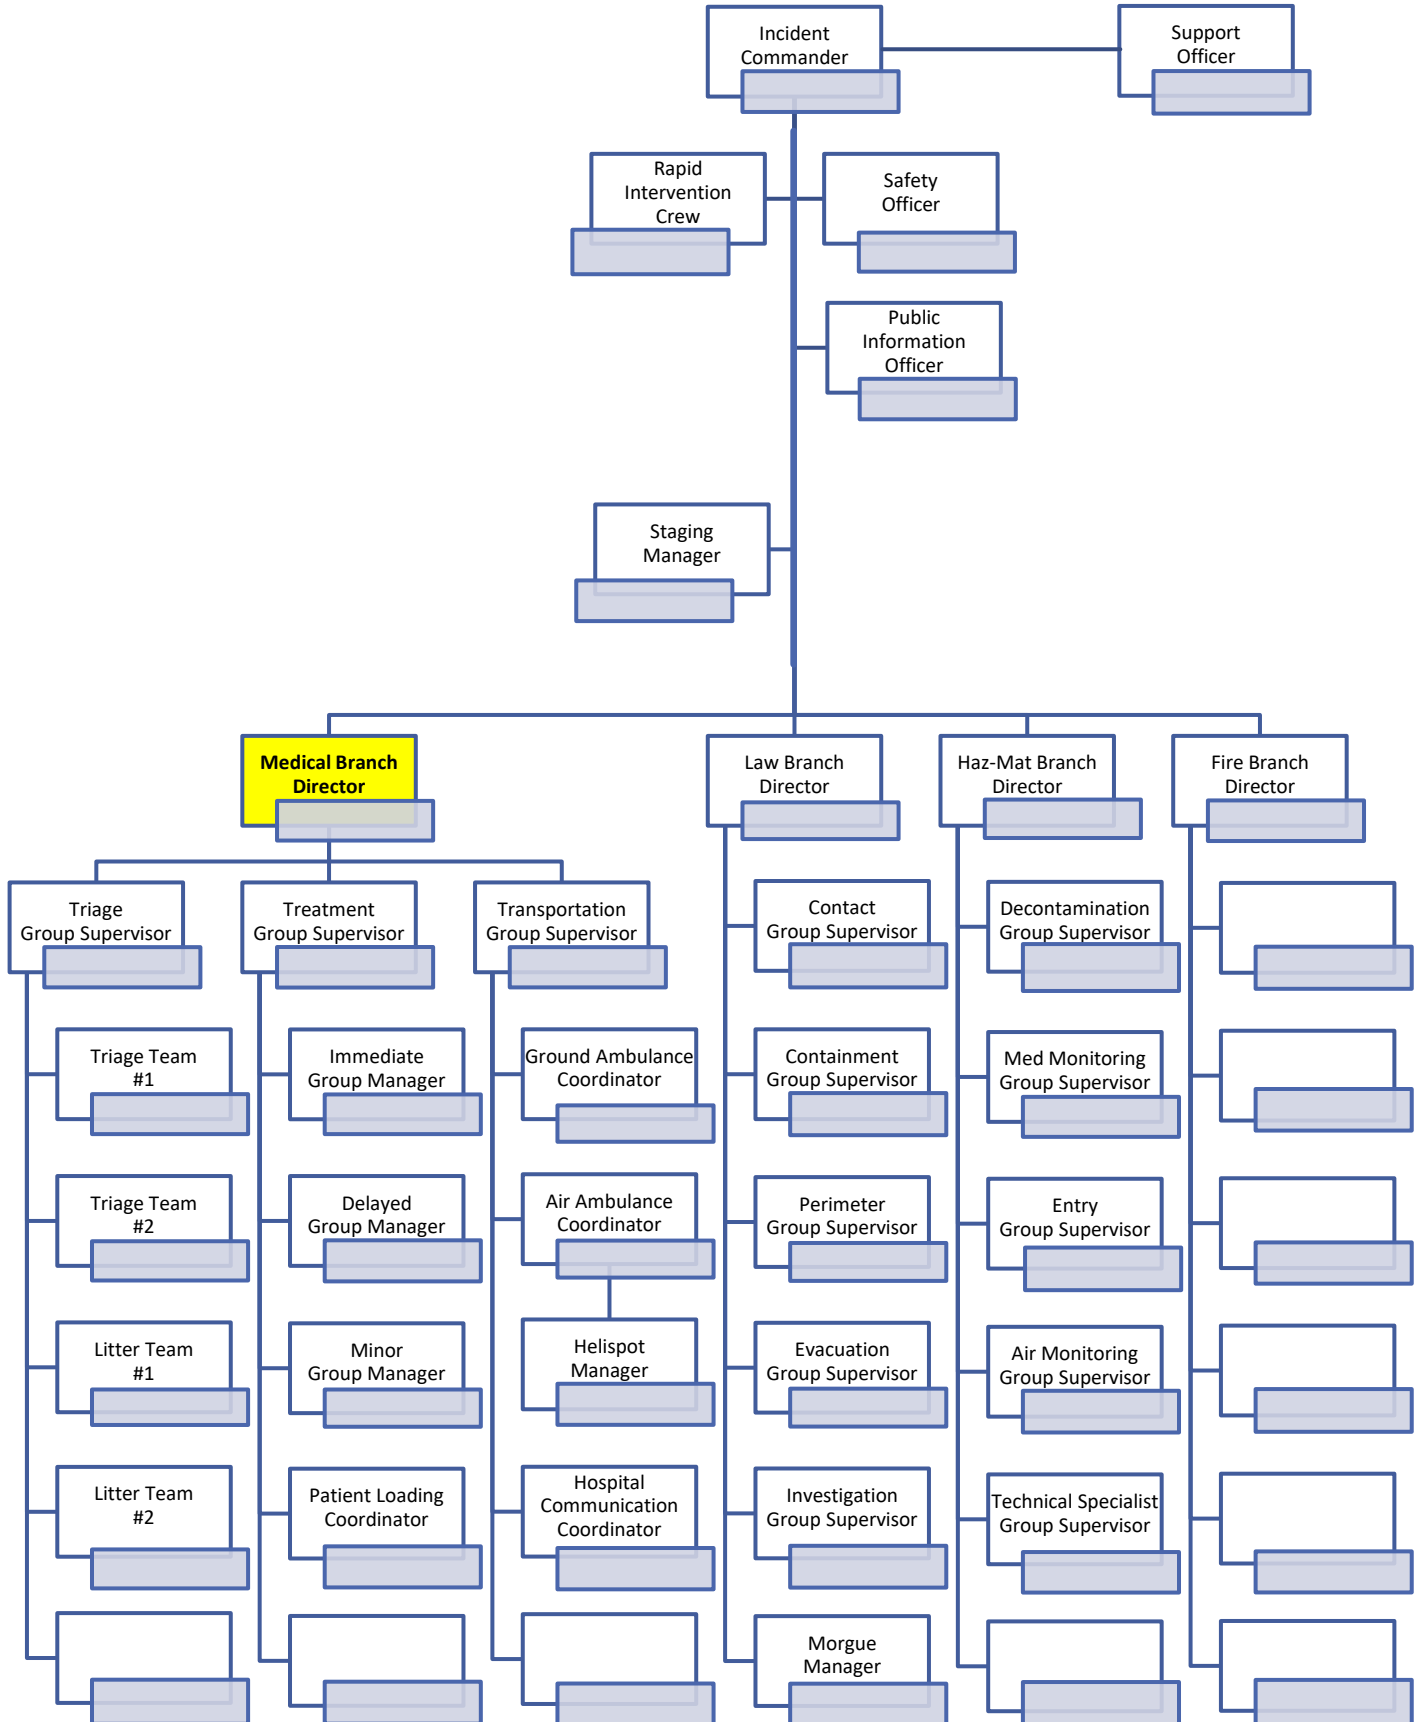 Incident
Commander
Support
Officer
Rapid
Intervention
Crew
Safety
Officer
Public
Information
Officer
Staging
Manager
Medical Branch
Director
Law Branch
Director
Haz-Mat Branch
Director
Fire Branch
Director
Triage
Group Supervisor
Treatment
Group Supervisor
Transportation
Group Supervisor
Contact
Group Supervisor
Decontamination
Group Supervisor
Triage Team
#1
Immediate
Group Manager
Ground Ambulance
Coordinator
Containment
Group Supervisor
Med Monitoring
Group Supervisor
Triage Team
#2
Delayed
Group Manager
Air Ambulance
Coordinator
Perimeter
Group Supervisor
Entry
Group Supervisor
Litter Team
#1
Minor
Group Manager
Helispot
Manager
Evacuation
Group Supervisor
Air Monitoring
Group Supervisor
Litter Team
#2
Patient Loading
Coordinator
Hospital
Communication
Coordinator
Investigation
Group Supervisor
Technical Specialist
Group Supervisor
Morgue
Manager